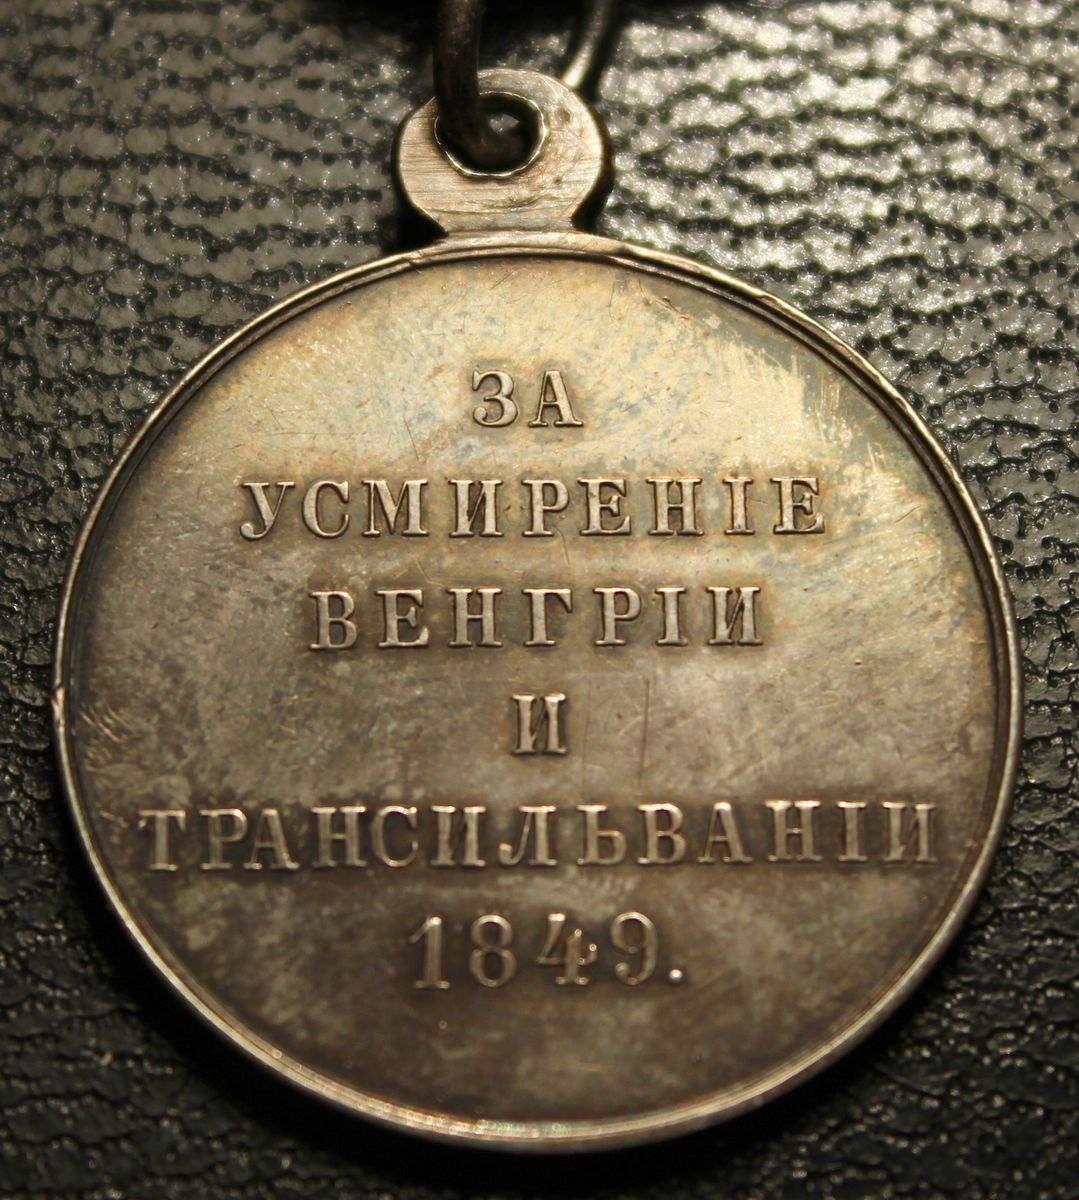 ЗА
УСМИРЕНІЕ
ВЕНГРІИ
И
ТРАНСИЛЬВАНІИ
1849.